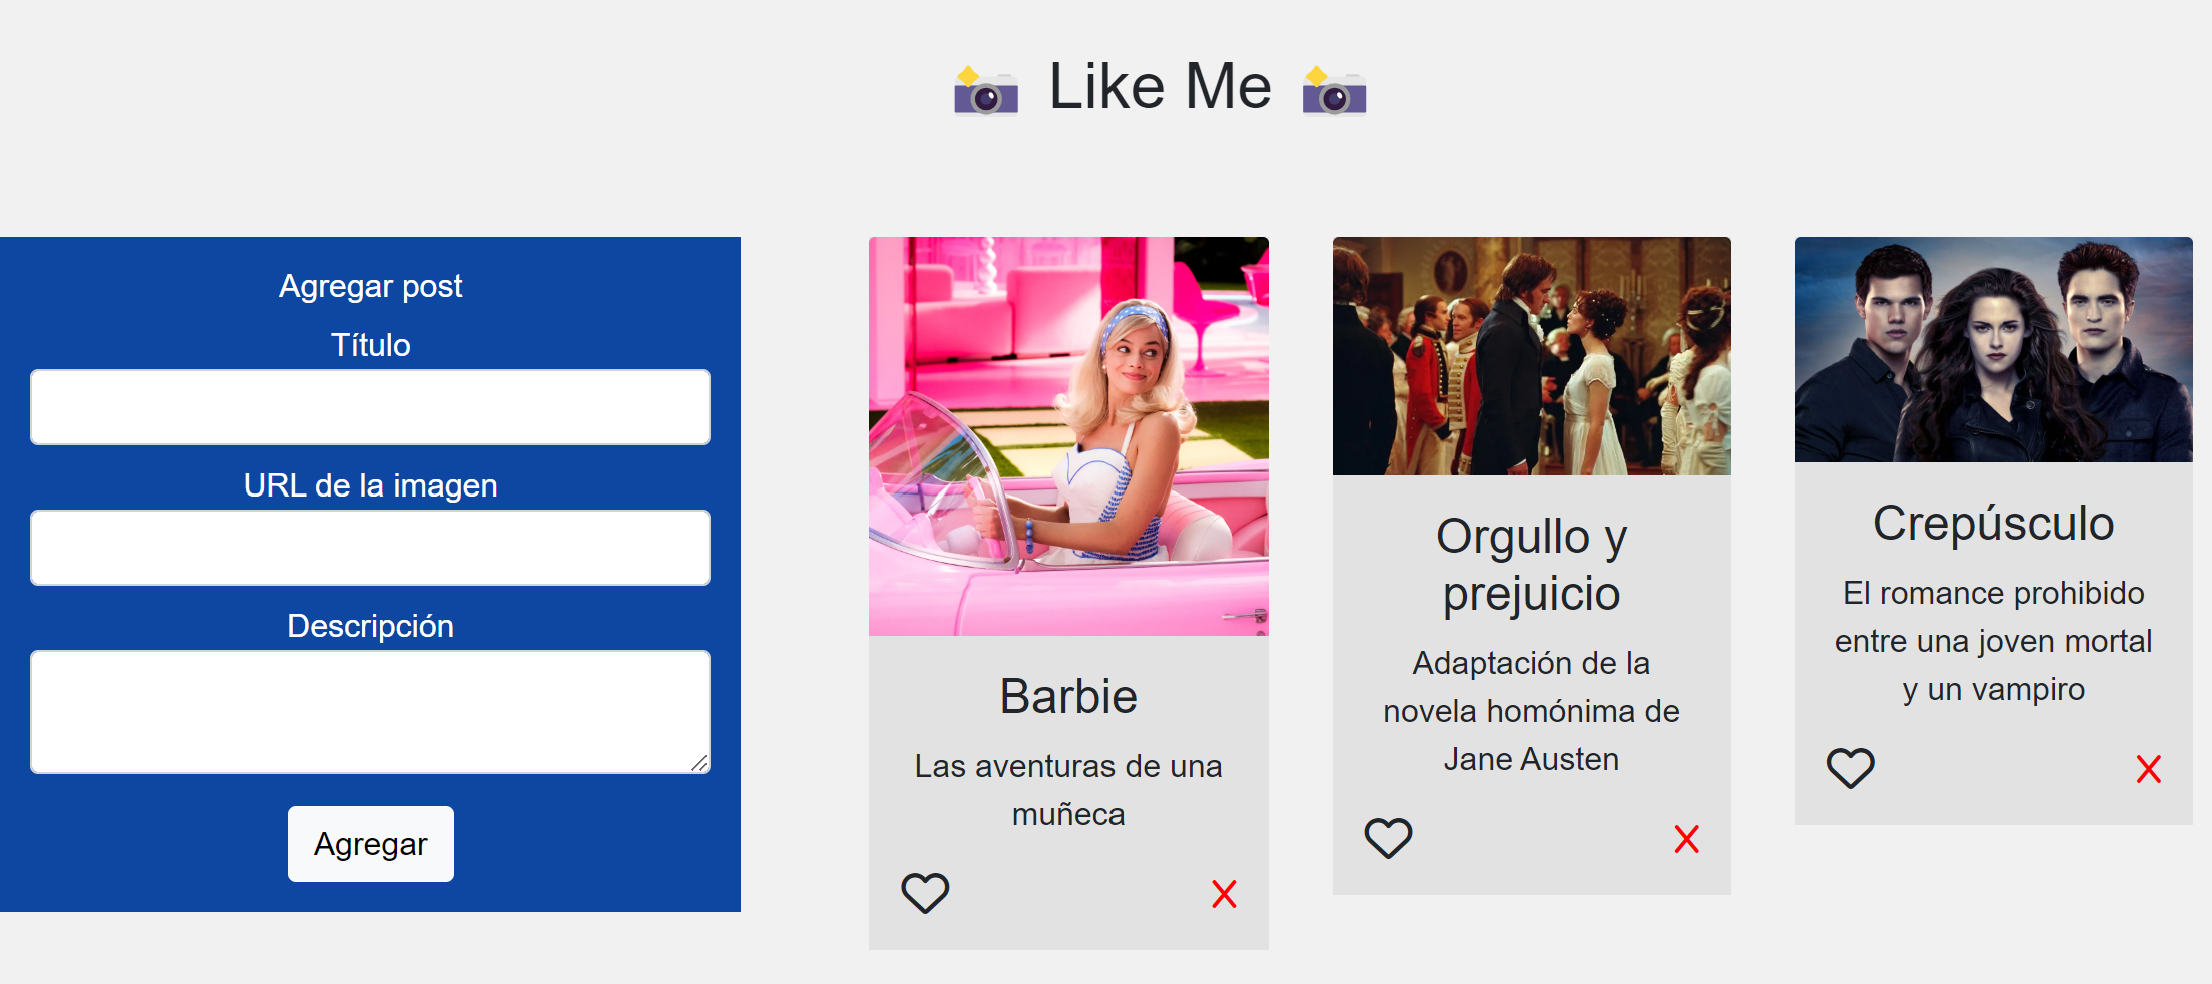 📸 Like Me 📸
Agregar post
Título
URL de la imagen
Descripción
Agregar
Barbie
Las aventuras de una
muñeca
Orgullo y
prejuicio
Adaptación de la
novela homónima de
Jane Austen
Crepúsculo
El romance prohibido
entre una joven mortal
y un vampiro